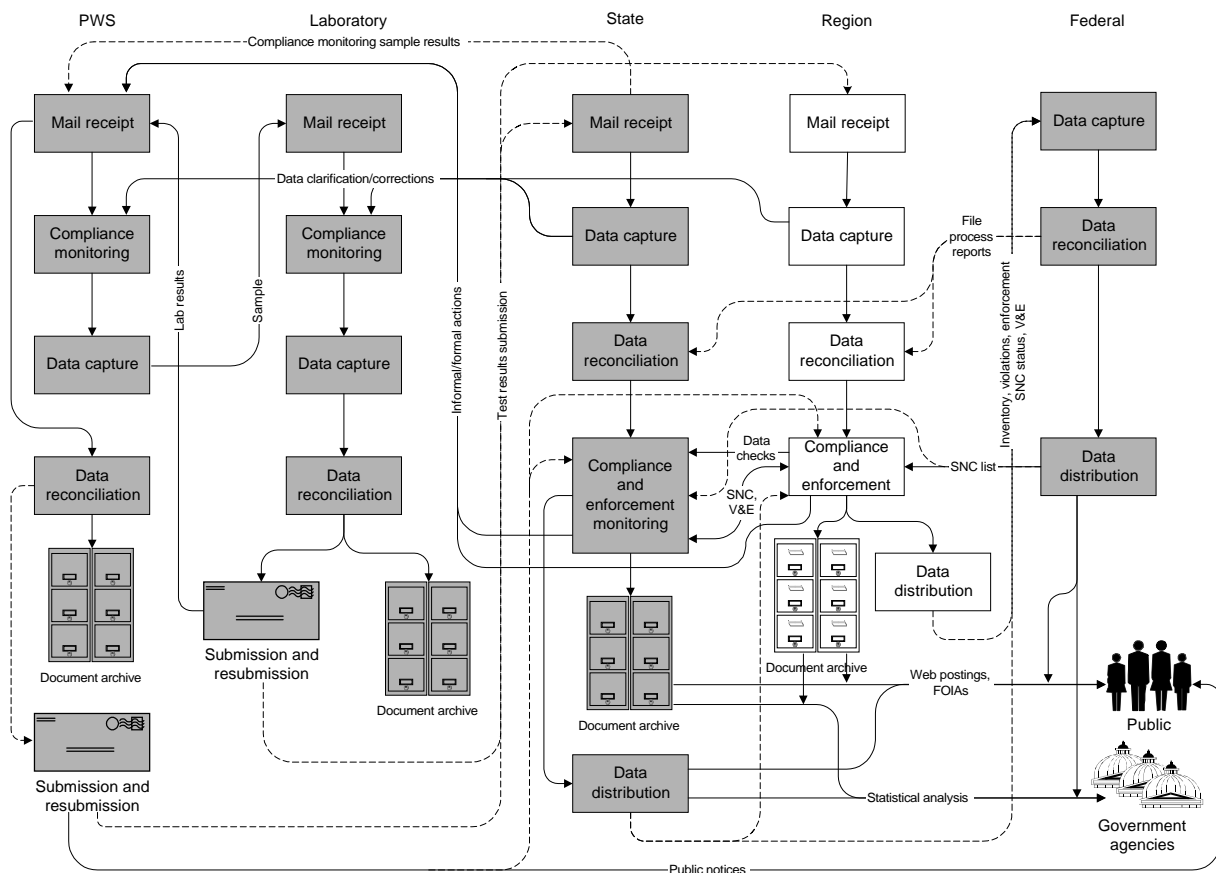 PWS
Laboratory
State
Region
Federal
Compliance monitoring sample results
Mail receipt
Mail receipt
Mail receipt
Mail receipt
Data capture
Data clarification/corrections
Compliance
monitoring
Compliance
monitoring
Data capture
Data capture
File
process
reports
Data
reconciliation
Lab results
Sample
Informal/formal actions
Test results submission
Inventory, violations, enforcement
SNC status, V&E
Data capture
Data capture
Data
reconciliation
Data
reconciliation
Data
reconciliation
Data
reconciliation
Compliance
and
enforcement
monitoring
Data
checks
SNC,
V&E
Compliance
and
enforcement
SNC list
Data
distribution
Data
distribution
Document archive
Submission and
resubmission
Document archive
Document archive
Document archive
Web postings,
FOIAs
Public
Submission and
resubmission
Data
distribution
Statistical analysis
Government
agencies
Public notices